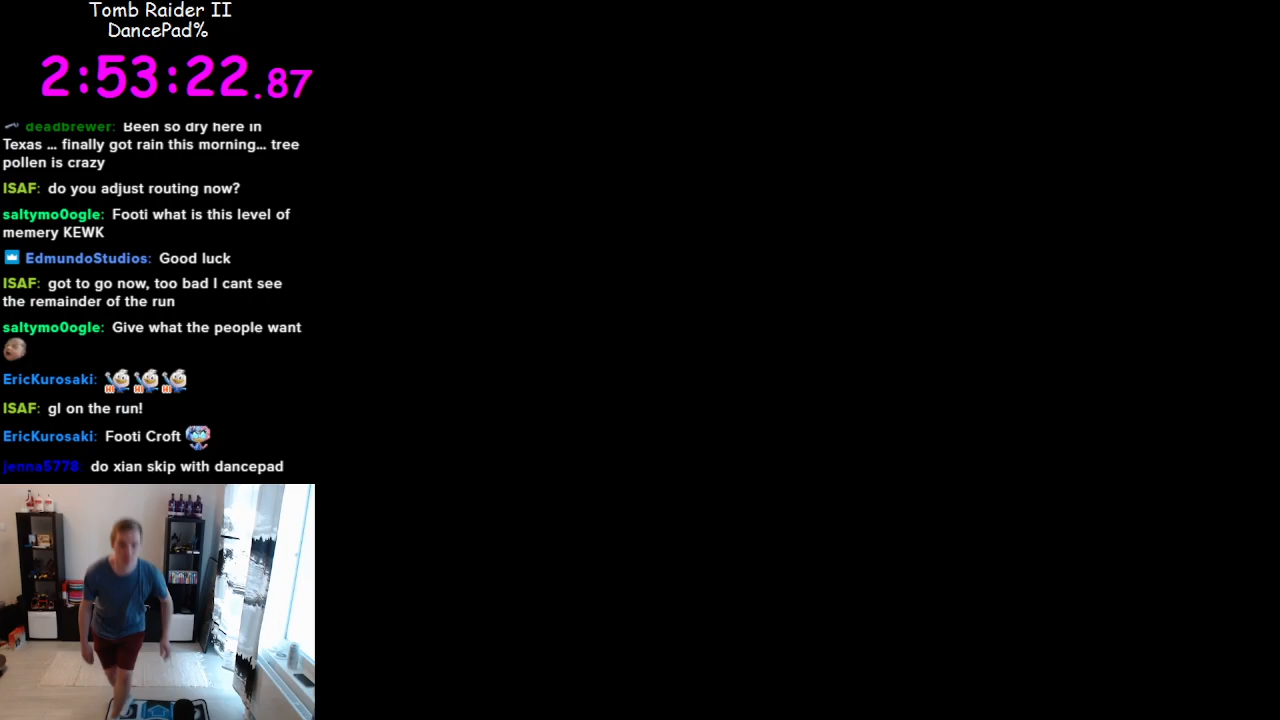 Tomb Raider II
DancePad%
2:53:22.87
deadbrewer: Been so dry here in
Texas ... finally got rain this morning... tree
pollen is crazy
ISAF: do you adjust routing now?
saltymo0ogle: Footi what is this level of
memery KEWK
EdmundoStudios: Good luck
ISAF: got to go now, too bad I cant see
the remainder of the run
saltymo0ogle: Give what the people want
EricKurosaki:
ISAF: gl on the run!
EricKurosaki: Footi Croft
jenna5778: do xian skip with dancepad